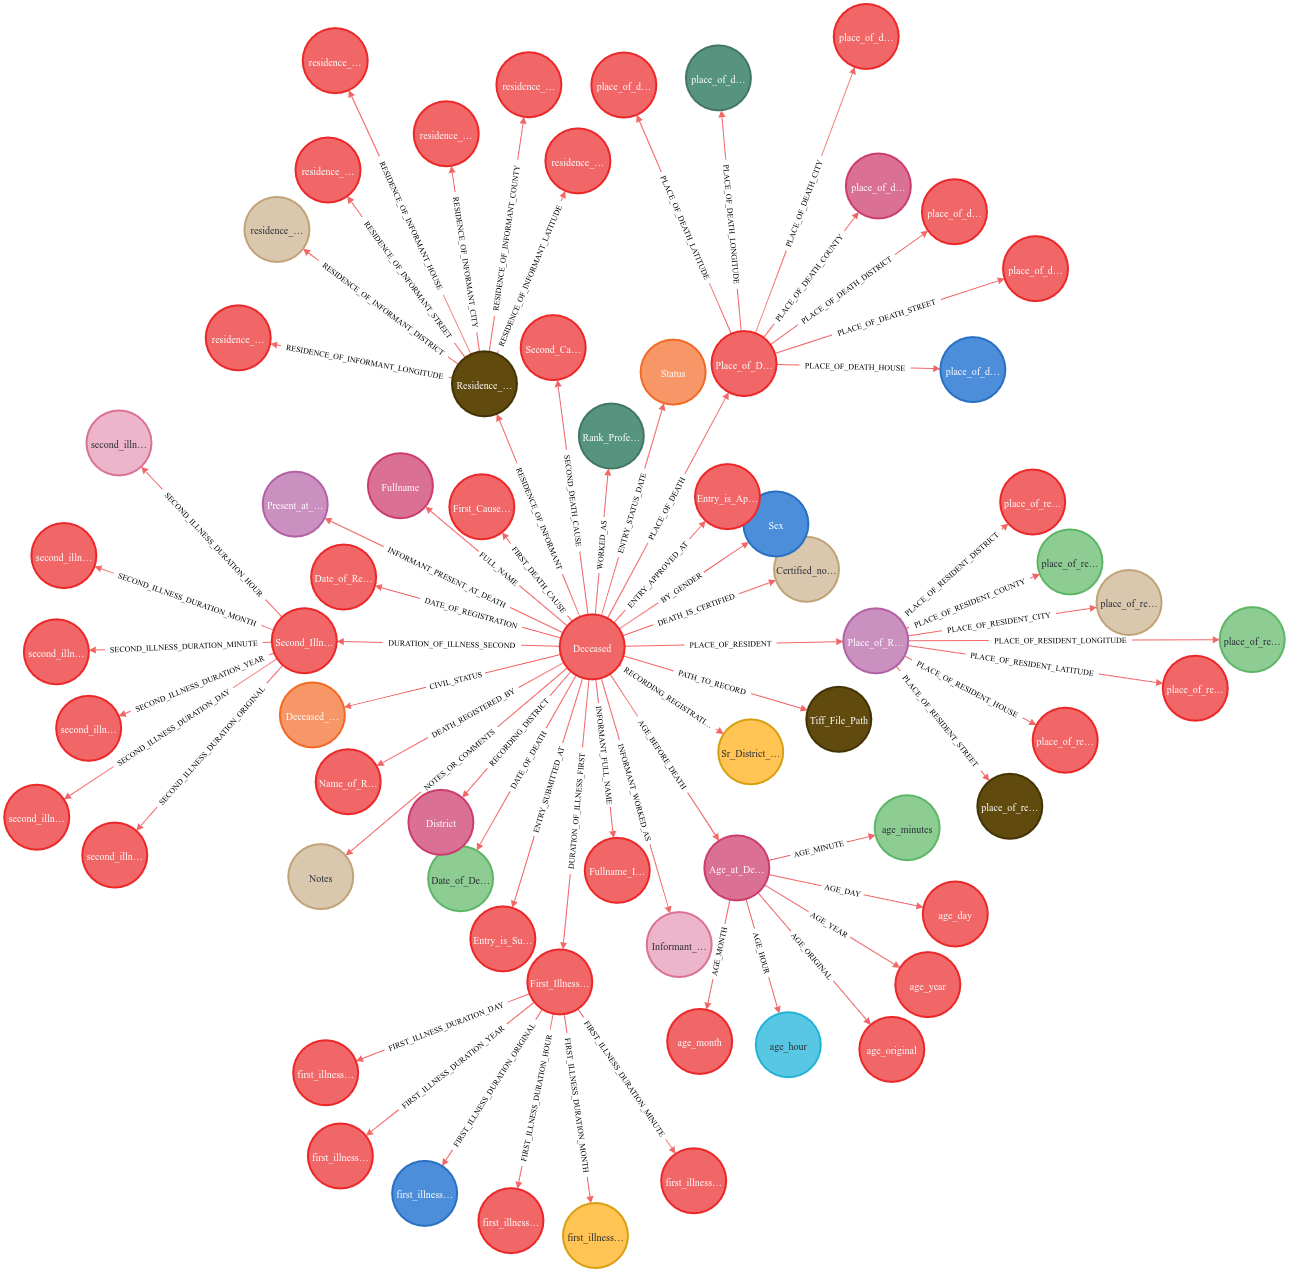 place_of_d…
residence_…
place_of_d…
place_of_d…
residence_…
residence_…
residence_…
residence_…
place_of_d…
place_of_d…
residence_…
place_of_d…
residence_…
RESIDENCE_OF_INFORMANT_HOUSE
RESIDENCE_OF_INFORMANT_STREET
RESIDENCE_OF_INFORMANT_CITY
RESIDENCE_OF_INFORMANT_COUNTY
RESIDENCE_OF_INFORMANT_LATITUDE
RESIDENCE_OF_INFORMANT_DISTRICT
RESIDENCE_OF_INFORMANT_LONGITUDE
Residence_…
PLACE_OF_DEATH_LATITUDE
PLACE_OF_DEATH_LONGITUDE
PLACE_OF_DEATH_CITY
PLACE_OF_DEATH_COUNTY
PLACE_OF_DEATH_DISTRICT
PLACE_OF_DEATH_STREET
PLACE_OF_DEATH_HOUSE
Place_of_D…
place_of_d…
Second_Ca…
Status
Rank_Profe…
second_illn…
Fullname
Present_at_…
First_Cause…
Entry_is_Ap…
Sex
Certified_no…
RESIDENCE_OF_INFORMANT
SECOND_DEATH_CAUSE
WORKED_AS
ENTRY_STATUS_DATE
PLACE_OF_DEATH
ENTRY_APPROVED_AT
BY_GENDER
DEATH_IS_CERTIFIED
FIRST_DEATH_CAUSE
FULL_NAME
INFORMANT_PRESENT_AT_DEATH
DATE_OF_REGISTRATION
Date_of_Re…
DURATION_OF_ILLNESS_SECOND
Deceased
PLACE_OF_RESIDENT
Place_of_R…
place_of_re…
place_of_re…
place_of_re…
place_of_re…
place_of_re…
place_of_re…
place_of_re…
PLACE_OF_RESIDENT_DISTRICT
PLACE_OF_RESIDENT_COUNTY
PLACE_OF_RESIDENT_CITY
PLACE_OF_RESIDENT_LONGITUDE
PLACE_OF_RESIDENT_LATITUDE
PLACE_OF_RESIDENT_HOUSE
PLACE_OF_RESIDENT_STREET
SECOND_ILLNESS_DURATION_HOUR
SECOND_ILLNESS_DURATION_MONTH
SECOND_ILLNESS_DURATION_MINUTE
SECOND_ILLNESS_DURATION_YEAR
SECOND_ILLNESS_DURATION_DAY
SECOND_ILLNESS_DURATION_ORIGINAL
Second_Illn…
second_illn…
second_illn…
second_illn…
second_illn…
second_illn…
CIVIL_STATUS
Deceased_…
DEATH_REGISTERED_BY
Name_of_R…
NOTES_OR_COMMENTS
Notes
RECORDING_DISTRICT
District
DATE_OF_DEATH
Date_of_De…
ENTRY_SUBMITTED_AT
Entry_is_Su…
DURATION_OF_ILLNESS_FIRST
First_Illness…
INFORMANT_FULL_NAME
Fullname_I…
INFORMANT_WORKED_AS
Informant_…
AGE_BEFORE_DEATH
Age_at_De…
RECORDING_REGISTRATI…
Sr_District_…
PATH_TO_RECORD
Tiff_File_Path
AGE_MINUTE
age_minutes
AGE_DAY
age_day
AGE_YEAR
age_year
AGE_ORIGINAL
age_original
AGE_HOUR
age_hour
AGE_MONTH
age_month
FIRST_ILLNESS_DURATION_DAY
FIRST_ILLNESS_DURATION_YEAR
FIRST_ILLNESS_DURATION_ORIGINAL
FIRST_ILLNESS_DURATION_HOUR
FIRST_ILLNESS_DURATION_MONTH
FIRST_ILLNESS_DURATION_MINUTE
first_illness…
first_illness…
first_illness…
first_illness…
first_illness…
first_illness…